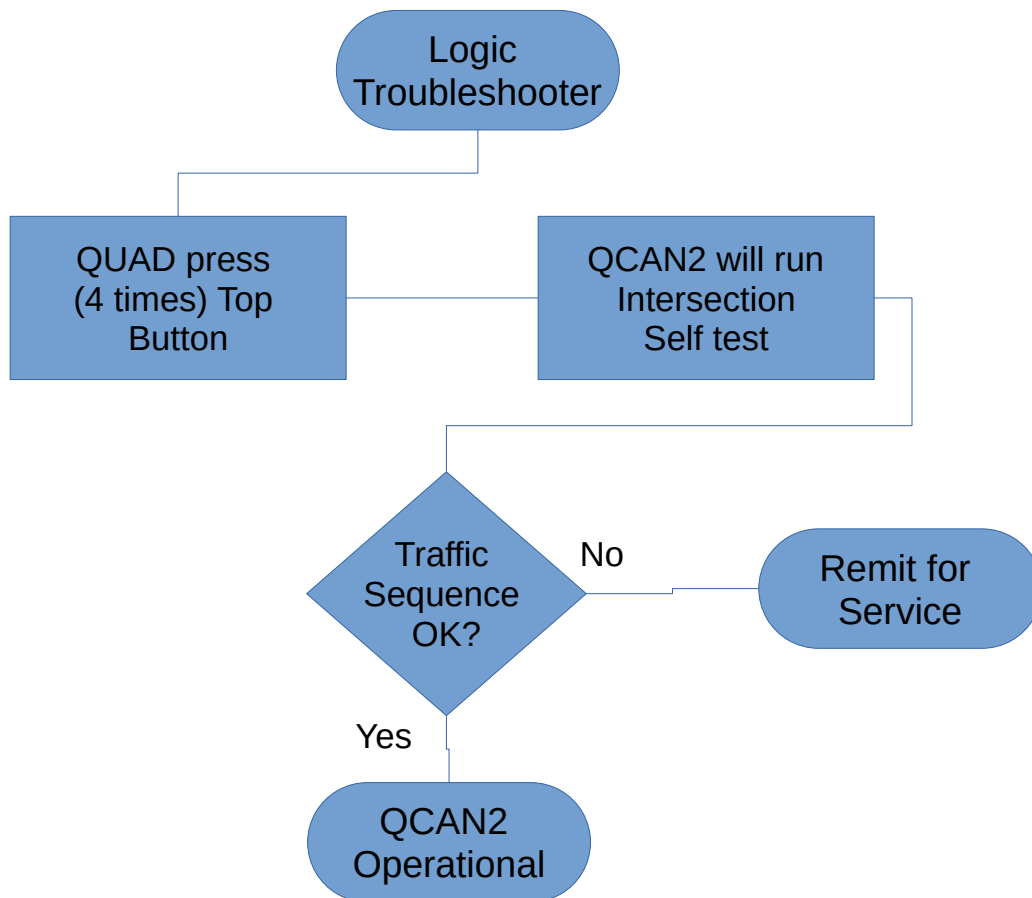 Logic
Troubleshooter
QUAD press
(4 times) Top
Button
QCAN2 will run
Intersection
Self test
Traffic
Sequence
OK?
No
Remit for
Service
Yes
QCAN2
Operational